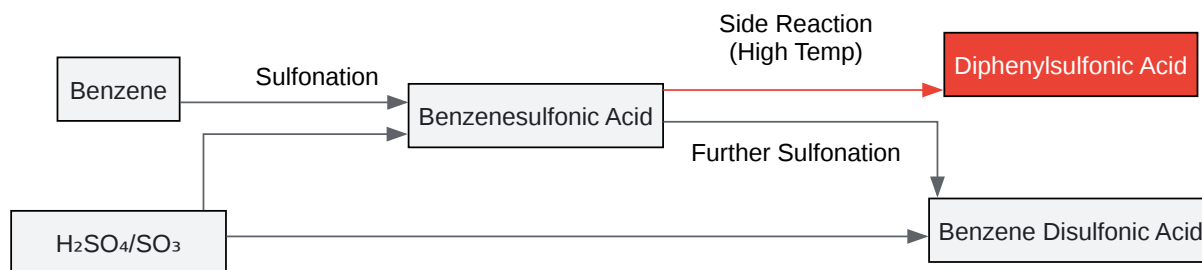 Side Reaction
(High Temp)
Diphenylsulfonic Acid
Sulfonation
Benzene
Benzenesulfonic Acid
Further Sulfonation
H₂SO₄/SO₃
Benzene Disulfonic Acid